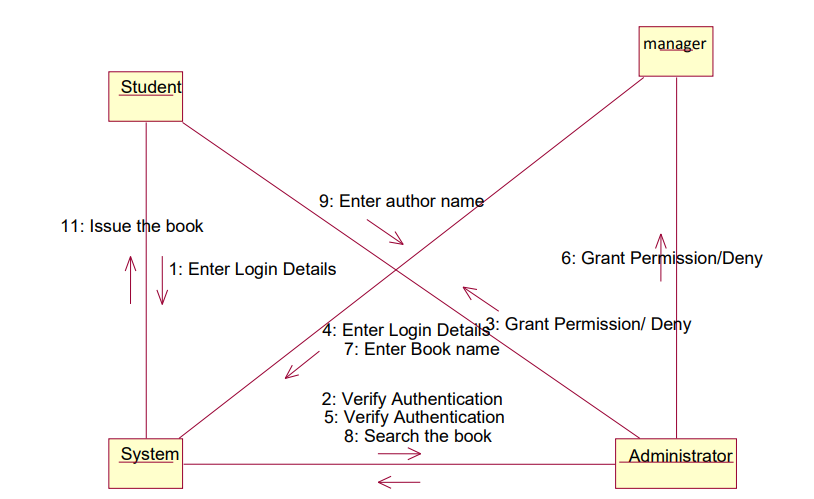 manager
Student
9: Enter author name
11: Issue the book
6: Grant Permission/Deny
1: Enter Login Details
3: Grant Permission/ Deny
4: Enter Login Details
7: Enter Book name
2: Verify Authentication
5: Verify Authentication
8: Search the book
System
Administrator